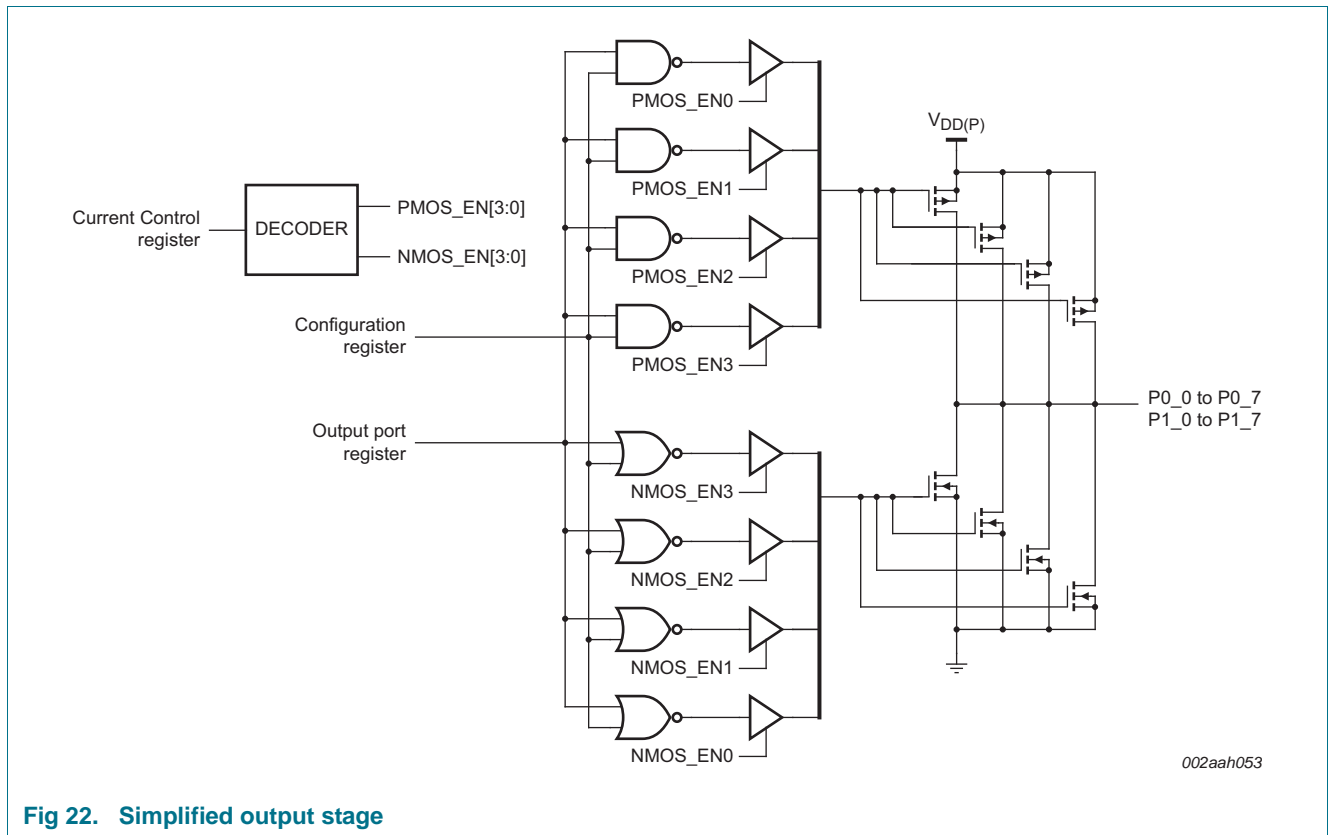 PMOS_EN0
VDD(P)
PMOS_EN1
Current Control
register
DECODER
PMOS_EN[3:0]
NMOS_EN[3:0]
PMOS_EN2
Configuration
register
PMOS_EN3
P0_0 to P0_7
P1_0 to P1_7
Output port
register
NMOS_EN3
NMOS_EN2
NMOS_EN1
NMOS_EN0
002aah053
Fig 22. Simplified output stage